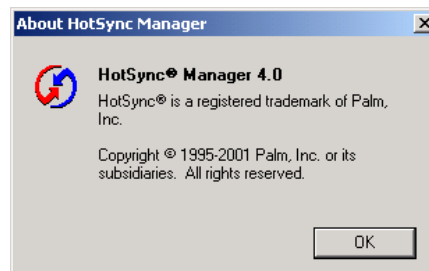 About HotSync Manager
HotSync® Manager 4.0
HotSync® is a registered trademark of Palm,
Inc.
Copyright © 1995-2001 Palm, Inc. or its
subsidiaries.  All rights reserved.
OK